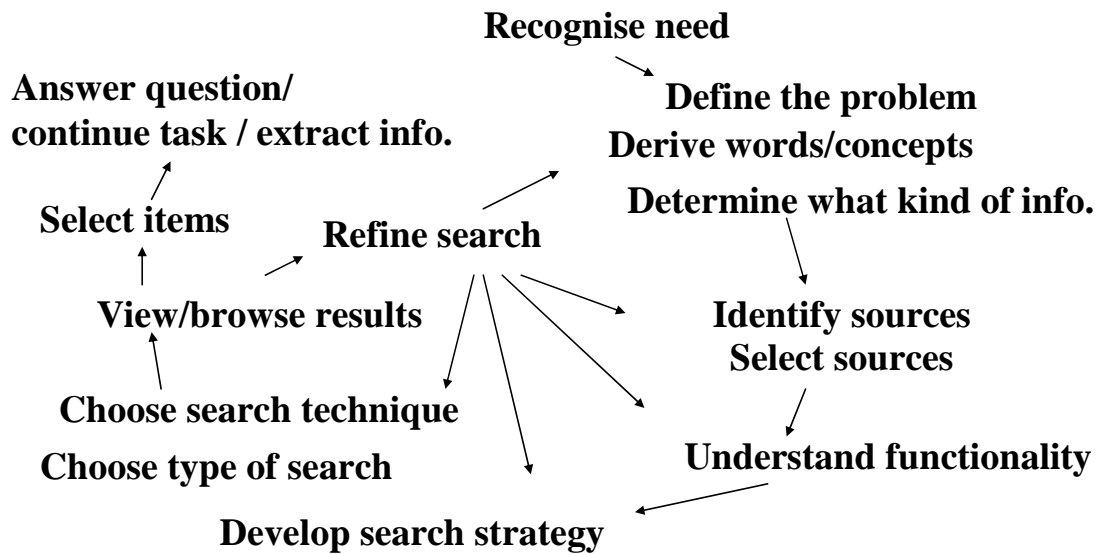 Recognise need
Answer question/
continue task / extract info.
Define the problem
Derive words/concepts
Determine what kind of info.
Select items
Refine search
View/browse results
Identify sources
Select sources
Choose search technique
Choose type of search
Understand functionality
Develop search strategy